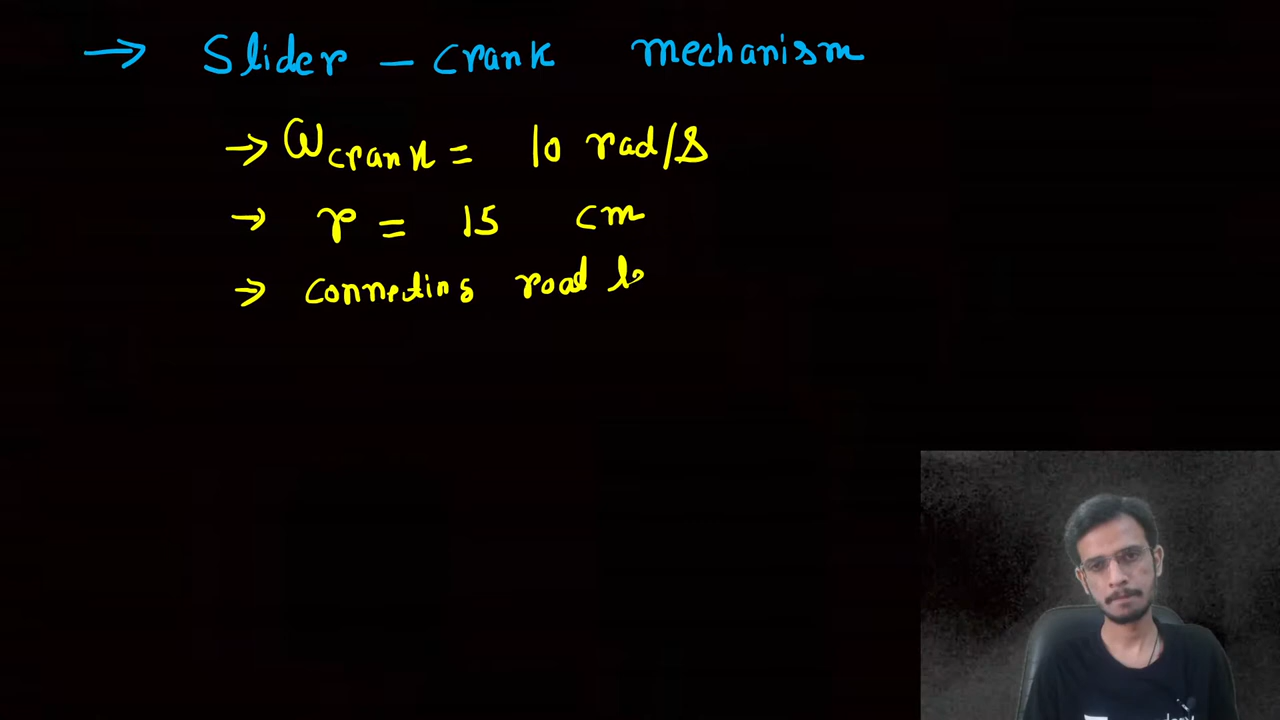 → Slider - crank mechanism
→ ωcrank = 10 rad/s
→ r = 15 cm
→ connecting road